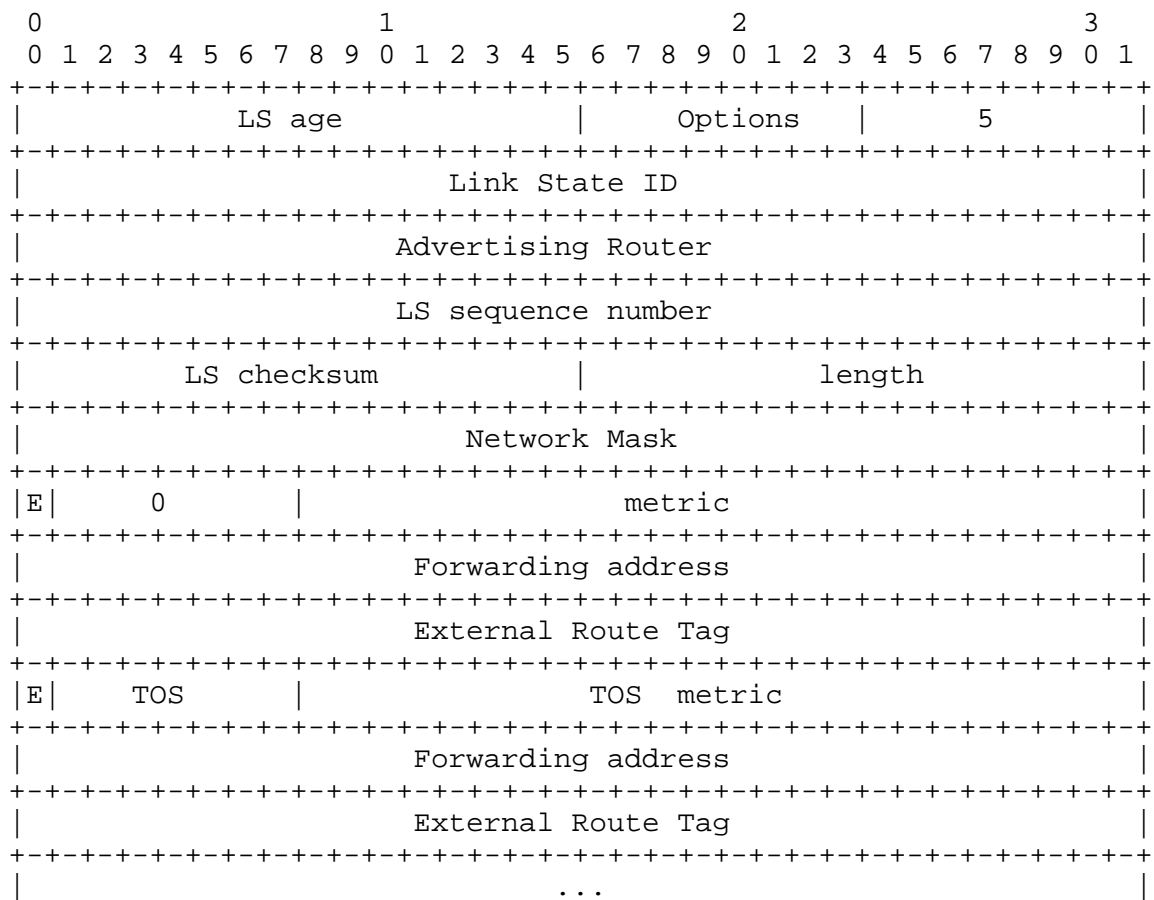 0                   1                   2                   3
 0 1 2 3 4 5 6 7 8 9 0 1 2 3 4 5 6 7 8 9 0 1 2 3 4 5 6 7 8 9 0 1
+-+-+-+-+-+-+-+-+-+-+-+-+-+-+-+-+-+-+-+-+-+-+-+-+-+-+-+-+-+-+-+-+
|            LS age             |     Options   |      5        |
+-+-+-+-+-+-+-+-+-+-+-+-+-+-+-+-+-+-+-+-+-+-+-+-+-+-+-+-+-+-+-+-+
|                        Link State ID                          |
+-+-+-+-+-+-+-+-+-+-+-+-+-+-+-+-+-+-+-+-+-+-+-+-+-+-+-+-+-+-+-+-+
|                     Advertising Router                        |
+-+-+-+-+-+-+-+-+-+-+-+-+-+-+-+-+-+-+-+-+-+-+-+-+-+-+-+-+-+-+-+-+
|                     LS sequence number                        |
+-+-+-+-+-+-+-+-+-+-+-+-+-+-+-+-+-+-+-+-+-+-+-+-+-+-+-+-+-+-+-+-+
|         LS checksum           |             length            |
+-+-+-+-+-+-+-+-+-+-+-+-+-+-+-+-+-+-+-+-+-+-+-+-+-+-+-+-+-+-+-+-+
|                         Network Mask                          |
+-+-+-+-+-+-+-+-+-+-+-+-+-+-+-+-+-+-+-+-+-+-+-+-+-+-+-+-+-+-+-+-+
|E|     0       |                  metric                       |
+-+-+-+-+-+-+-+-+-+-+-+-+-+-+-+-+-+-+-+-+-+-+-+-+-+-+-+-+-+-+-+-+
|                      Forwarding address                       |
+-+-+-+-+-+-+-+-+-+-+-+-+-+-+-+-+-+-+-+-+-+-+-+-+-+-+-+-+-+-+-+-+
|                      External Route Tag                       |
+-+-+-+-+-+-+-+-+-+-+-+-+-+-+-+-+-+-+-+-+-+-+-+-+-+-+-+-+-+-+-+-+
|E|    TOS      |                TOS  metric                    |
+-+-+-+-+-+-+-+-+-+-+-+-+-+-+-+-+-+-+-+-+-+-+-+-+-+-+-+-+-+-+-+-+
|                      Forwarding address                       |
+-+-+-+-+-+-+-+-+-+-+-+-+-+-+-+-+-+-+-+-+-+-+-+-+-+-+-+-+-+-+-+-+
|                      External Route Tag                       |
+-+-+-+-+-+-+-+-+-+-+-+-+-+-+-+-+-+-+-+-+-+-+-+-+-+-+-+-+-+-+-+-+
|                              ...                              |